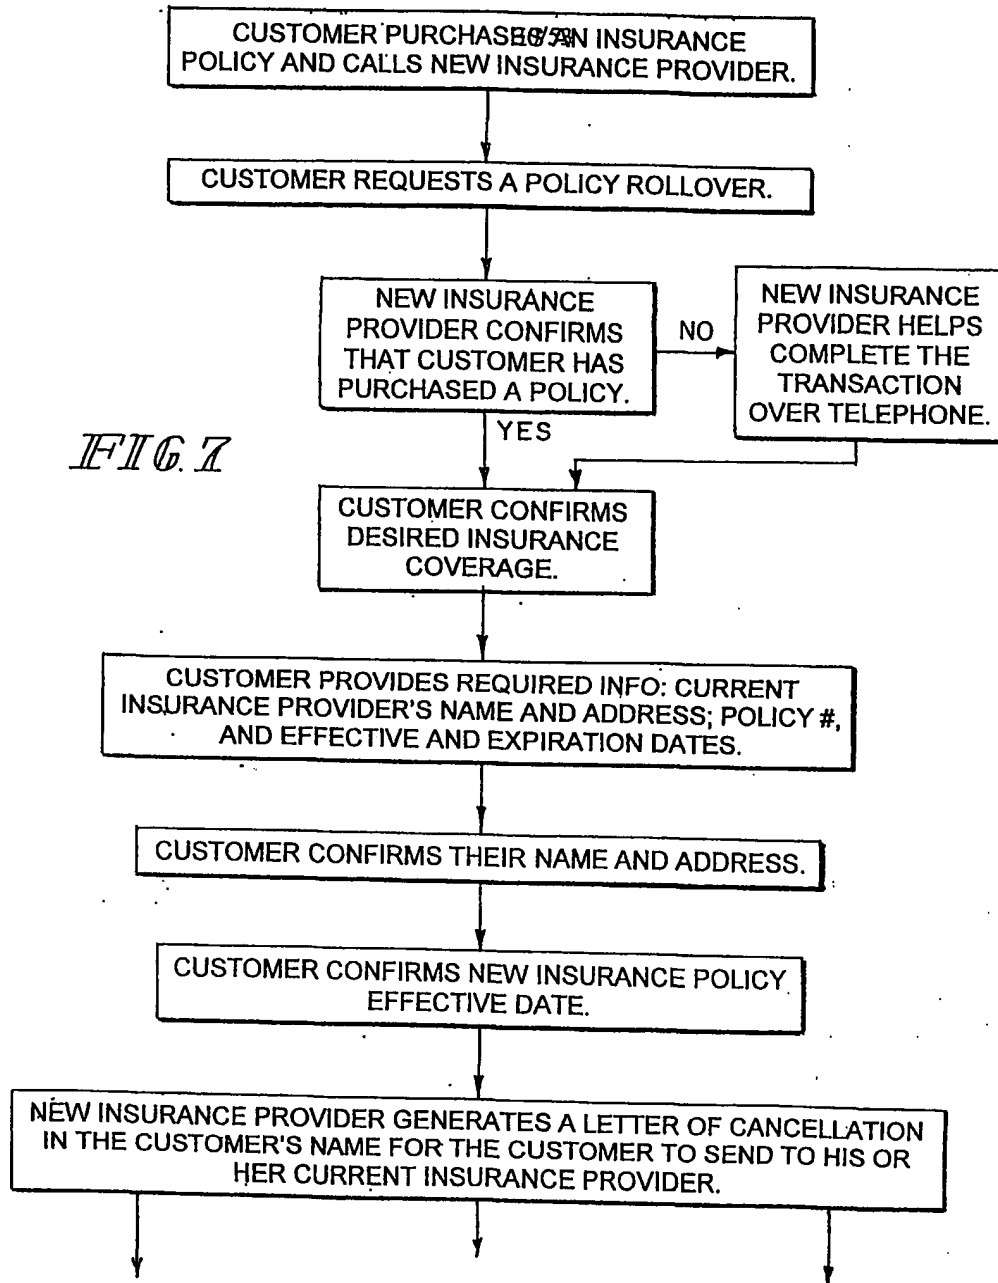 CUSTOMER PURCHASES AN INSURANCE
POLICY AND CALLS NEW INSURANCE PROVIDER.
CUSTOMER REQUESTS A POLICY ROLLOVER.
NEW INSURANCE
PROVIDER CONFIRMS
THAT CUSTOMER HAS
PURCHASED A POLICY.
NO
NEW INSURANCE
PROVIDER HELPS
COMPLETE THE
TRANSACTION
OVER TELEPHONE.
YES
FIG. 7
CUSTOMER CONFIRMS
DESIRED INSURANCE
COVERAGE.
CUSTOMER PROVIDES REQUIRED INFO: CURRENT
INSURANCE PROVIDER'S NAME AND ADDRESS; POLICY #,
AND EFFECTIVE AND EXPIRATION DATES.
CUSTOMER CONFIRMS THEIR NAME AND ADDRESS.
CUSTOMER CONFIRMS NEW INSURANCE POLICY
EFFECTIVE DATE.
NEW INSURANCE PROVIDER GENERATES A LETTER OF CANCELLATION
IN THE CUSTOMER'S NAME FOR THE CUSTOMER TO SEND TO HIS OR
HER CURRENT INSURANCE PROVIDER.